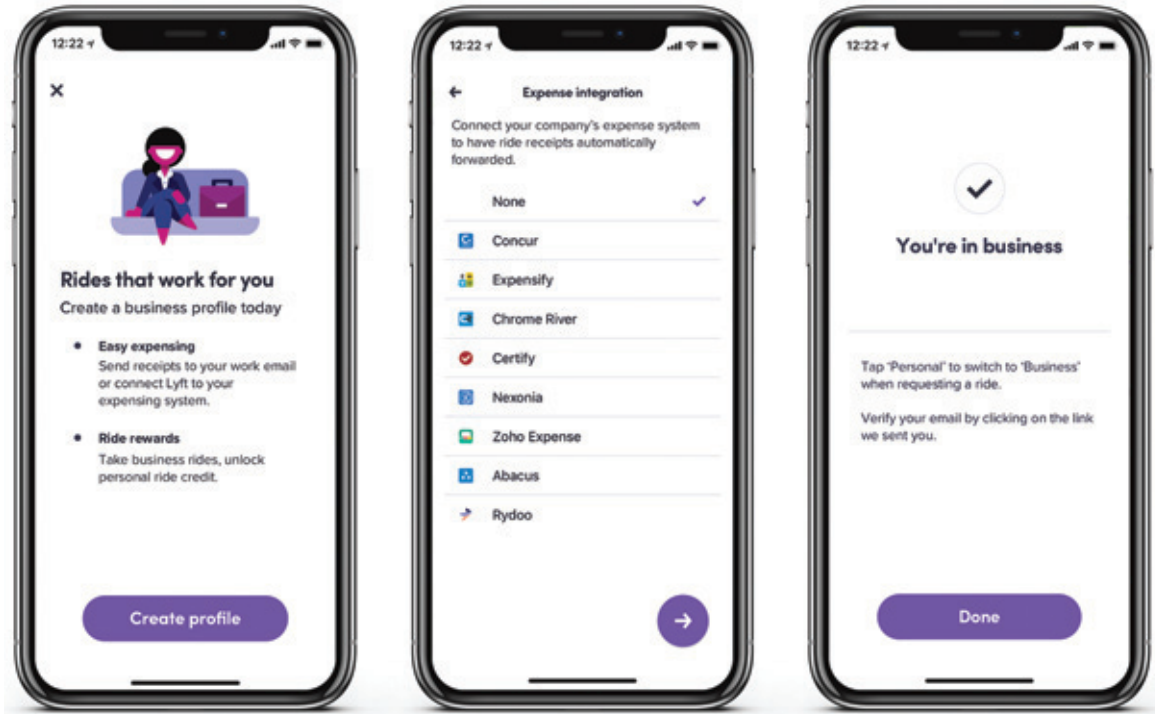 12:22
Rides that work for you
Create a business profile today
• Easy expensing
Send receipts to your work email
or connect Lyft to your
expensing system.
• Ride rewards
Take business rides, unlock
personal ride credit.
Create profile
12:22
Expense integration
Connect your company's expense system
to have ride receipts automatically
forwarded.
None
Concur
Expensify
Chrome River
Certify
Nexonia
Zoho Expense
Abacus
Rydoo
12:22
You're in business
Tap 'Personal' to switch to 'Business'
when requesting a ride.
Verify your email by clicking on the link
we sent you.
Done